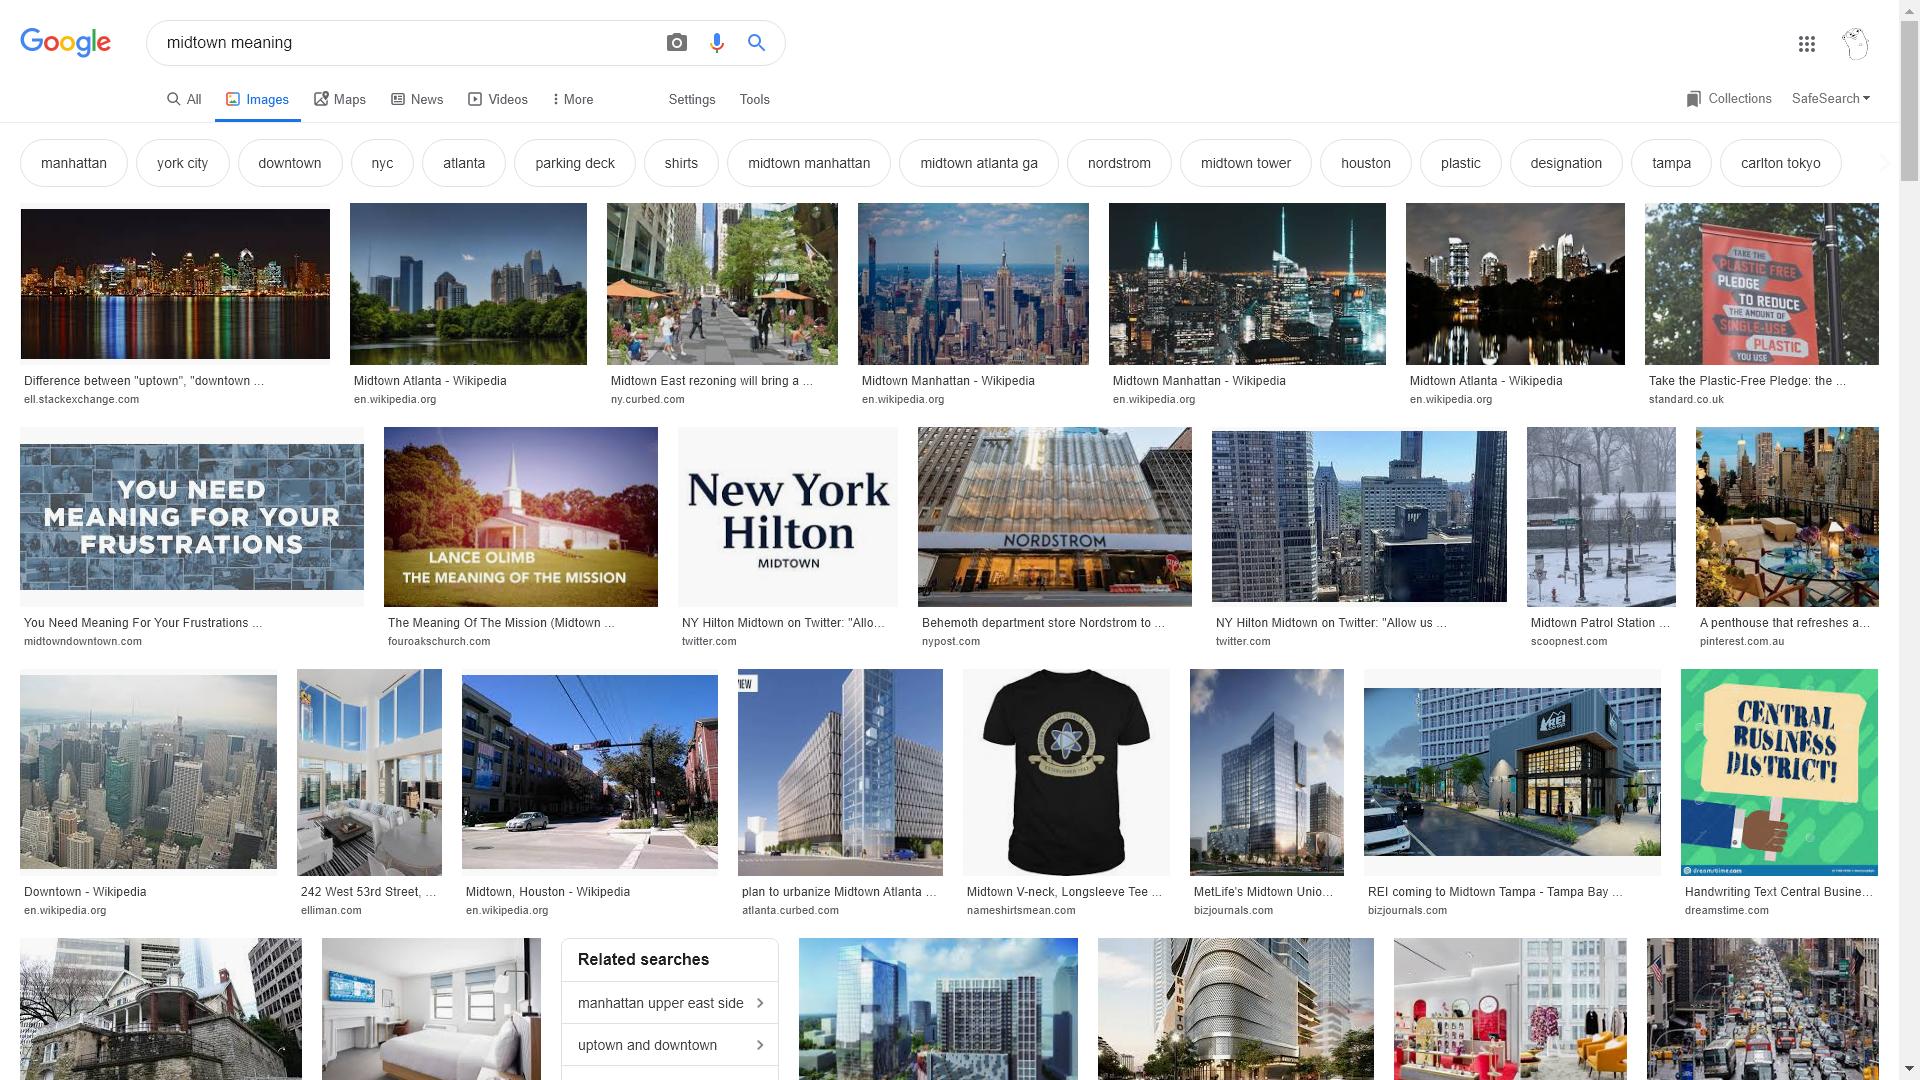 Google
midtown meaning
All
Images
Maps
News
Videos
More
Settings
Tools
Collections
SafeSearch
manhattan
york city
downtown
nyc
atlanta
parking deck
shirts
midtown manhattan
midtown atlanta ga
nordstrom
midtown tower
houston
plastic
designation
tampa
carlton tokyo
TAKE THE
PLASTIC FREE
PLEDGE
TO REDUCE
THE AMOUNT OF
SINGLE-USE
PLASTIC
YOU USE
Difference between "uptown", "downtown ...
ell.stackexchange.com
Midtown Atlanta - Wikipedia
en.wikipedia.org
Midtown East rezoning will bring a ...
ny.curbed.com
Midtown Manhattan - Wikipedia
en.wikipedia.org
Midtown Manhattan - Wikipedia
en.wikipedia.org
Midtown Atlanta - Wikipedia
en.wikipedia.org
Take the Plastic-Free Pledge: the ...
standard.co.uk
YOU NEED
MEANING FOR YOUR
FRUSTRATIONS
LANCE OLIMB
THE MEANING OF THE MISSION
New York
Hilton
MIDTOWN
NORDSTROM
You Need Meaning For Your Frustrations ...
midtowndowntown.com
The Meaning Of The Mission (Midtown ...
fouroakschurch.com
NY Hilton Midtown on Twitter: "Allo...
twitter.com
Behemoth department store Nordstrom to ...
nypost.com
NY Hilton Midtown on Twitter: "Allow us ...
twitter.com
Midtown Patrol Station ...
scoopnest.com
A penthouse that refreshes a...
pinterest.com.au
VIEW
ESTABLISHED 1962
REI
CENTRAL
BUSINESS
DISTRICT!
dreamstime.com
Downtown - Wikipedia
en.wikipedia.org
242 West 53rd Street, ...
elliman.com
Midtown, Houston - Wikipedia
en.wikipedia.org
plan to urbanize Midtown Atlanta ...
atlanta.curbed.com
Midtown V-neck, Longsleeve Tee ...
nameshirtsmean.com
MetLife's Midtown Unio...
bizjournals.com
REI coming to Midtown Tampa - Tampa Bay ...
bizjournals.com
Handwriting Text Central Busine...
dreamstime.com
Related searches
manhattan upper east side
uptown and downtown
KIMPTO